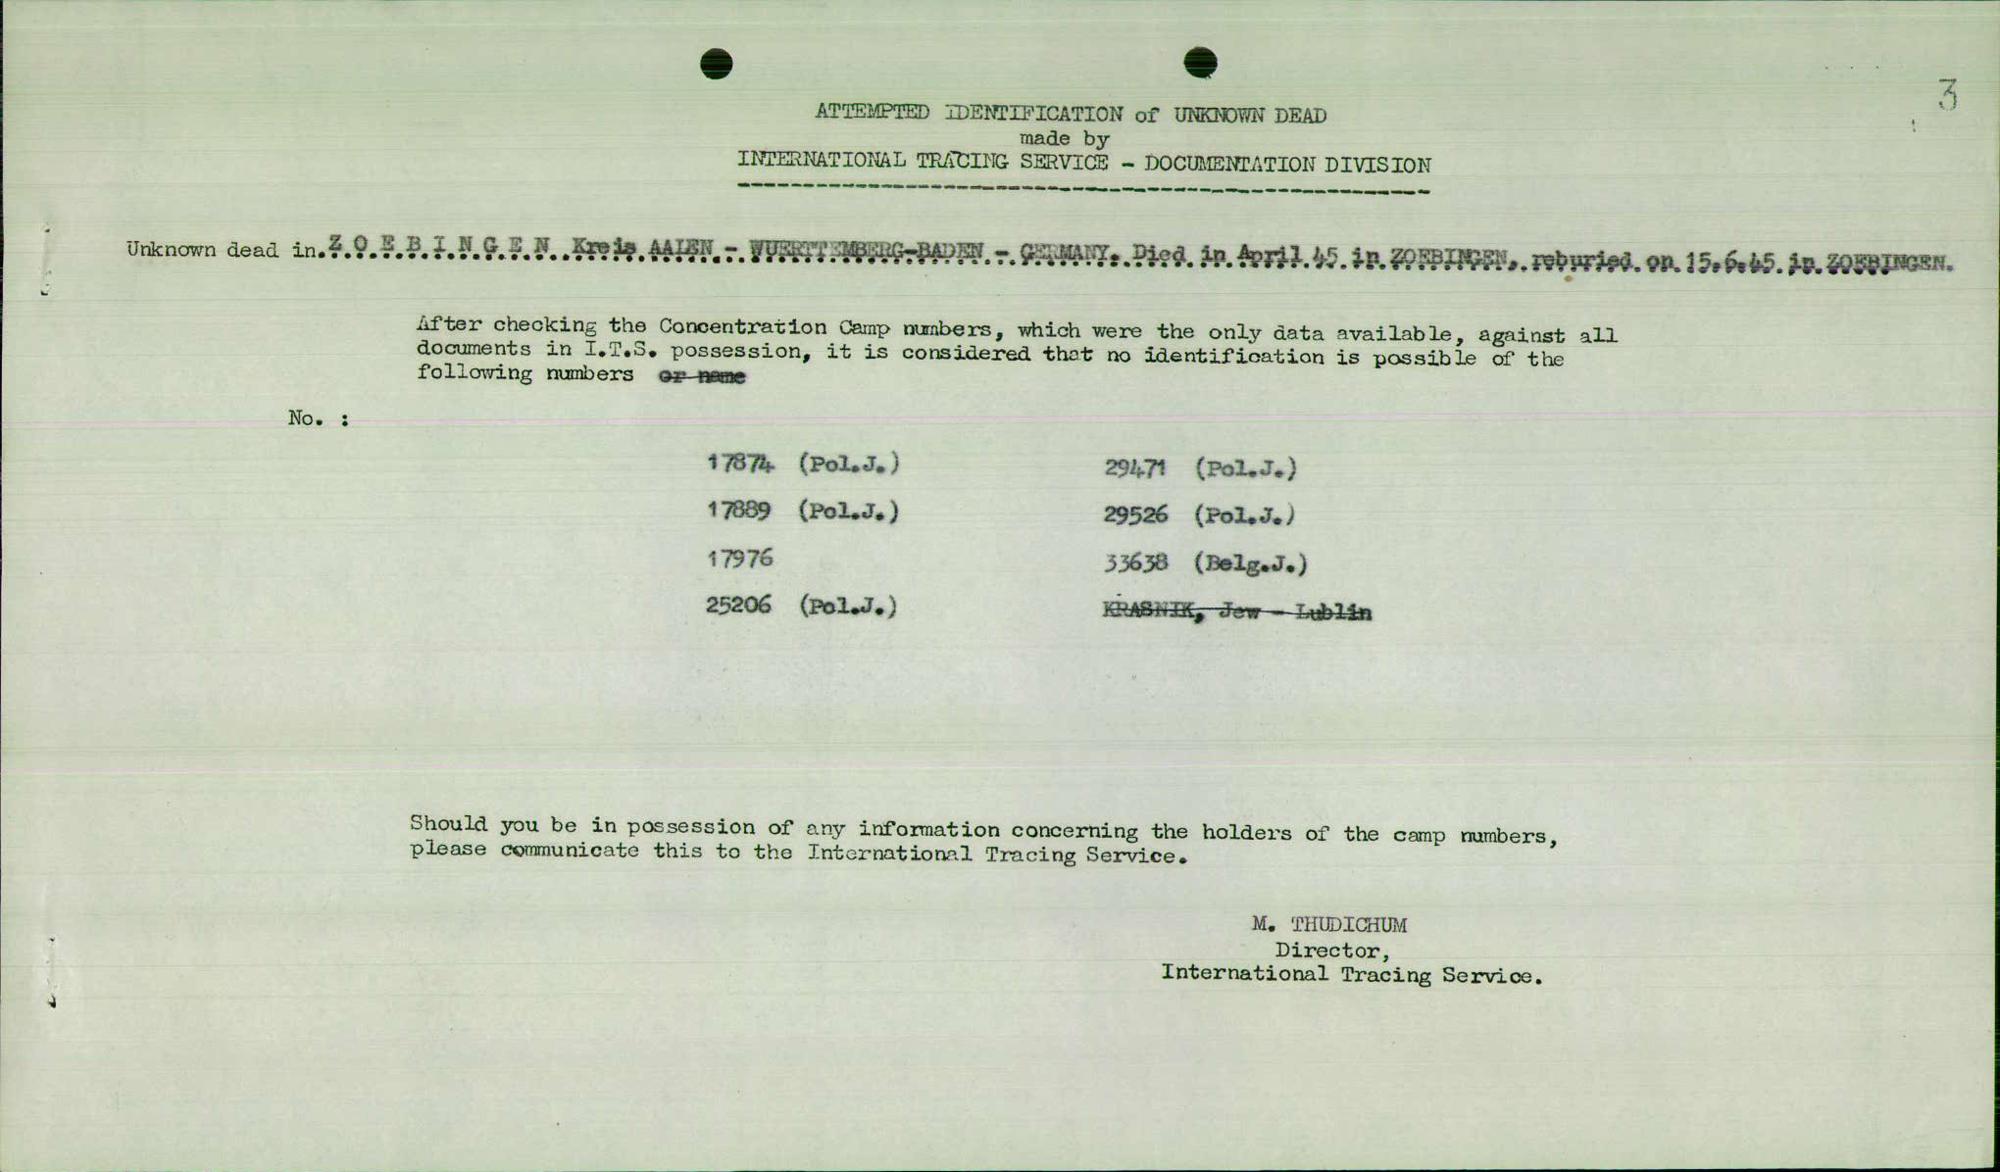 3
ATTEMPTED IDENTIFICATION of UNKNOWN DEAD
made by
INTERNATIONAL TRACING SERVICE - DOCUMENTATION DIVISION
Unknown dead in. Z O E B I N G E N Kreis AALEN - WUERTTEMBERG-BADEN - GERMANY. Died in April 45 in ZOEBINGEN, reburied on 15.6.45 in ZOEBINGEN.
After checking the Concentration Camp numbers, which were the only data available, against all
documents in I.T.S. possession, it is considered that no identification is possible of the
following numbers or name
No. :
17874 (Pol.J.) 29471 (Pol.J.)
17889 (Pol.J.) 29526 (Pol.J.)
17976 33638 (Belg.J.)
25206 (Pol.J.) KRASNIK, Jew - Lublin
Should you be in possession of any information concerning the holders of the camp numbers,
please communicate this to the International Tracing Service.
M. THUDICHUM
Director,
International Tracing Service.